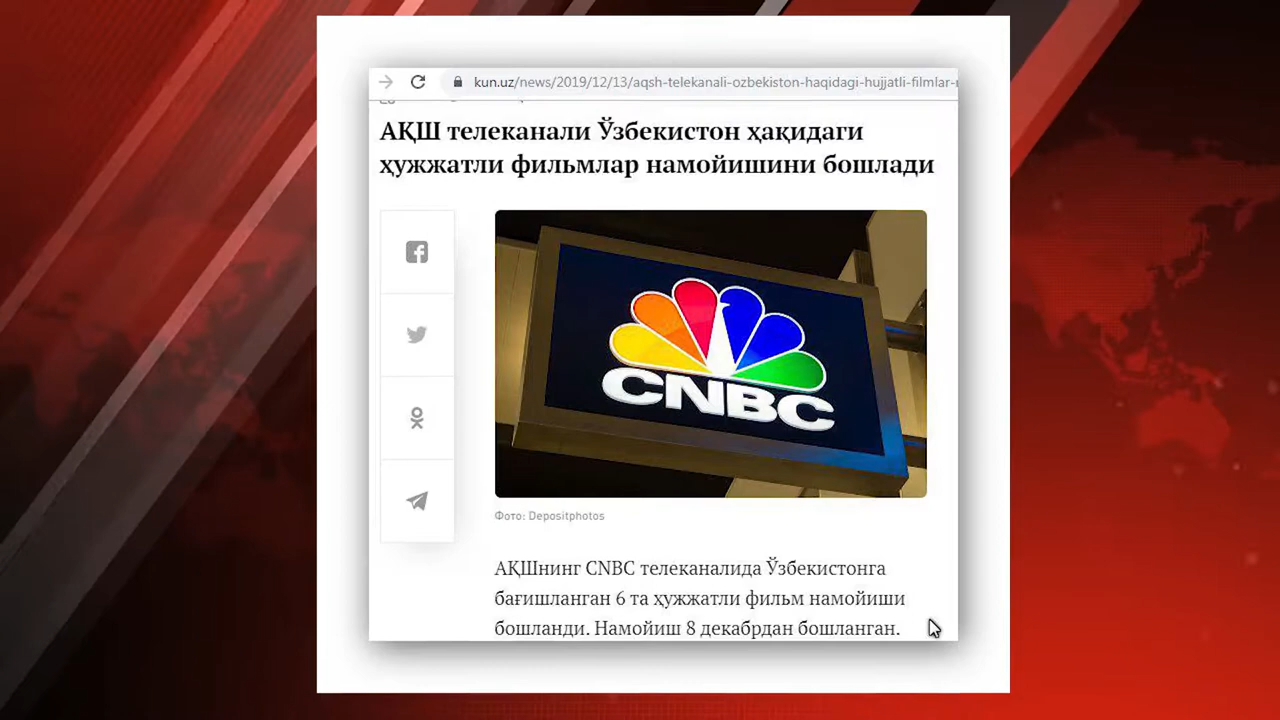 kun.uz/news/2019/12/13/aqsh-telekanali-ozbekiston-haqidagi-hujjatli-filmlar-
АҚШ телеканали Ўзбекистон ҳақидаги
ҳужжатли фильмлар намойишини бошлади
CNBC
Фото: Depositphotos
АҚШнинг CNBC телеканалида Ўзбекистонга
бағишланган 6 та ҳужжатли фильм намойиши
бошланди. Намойиш 8 декабрдан бошланган.